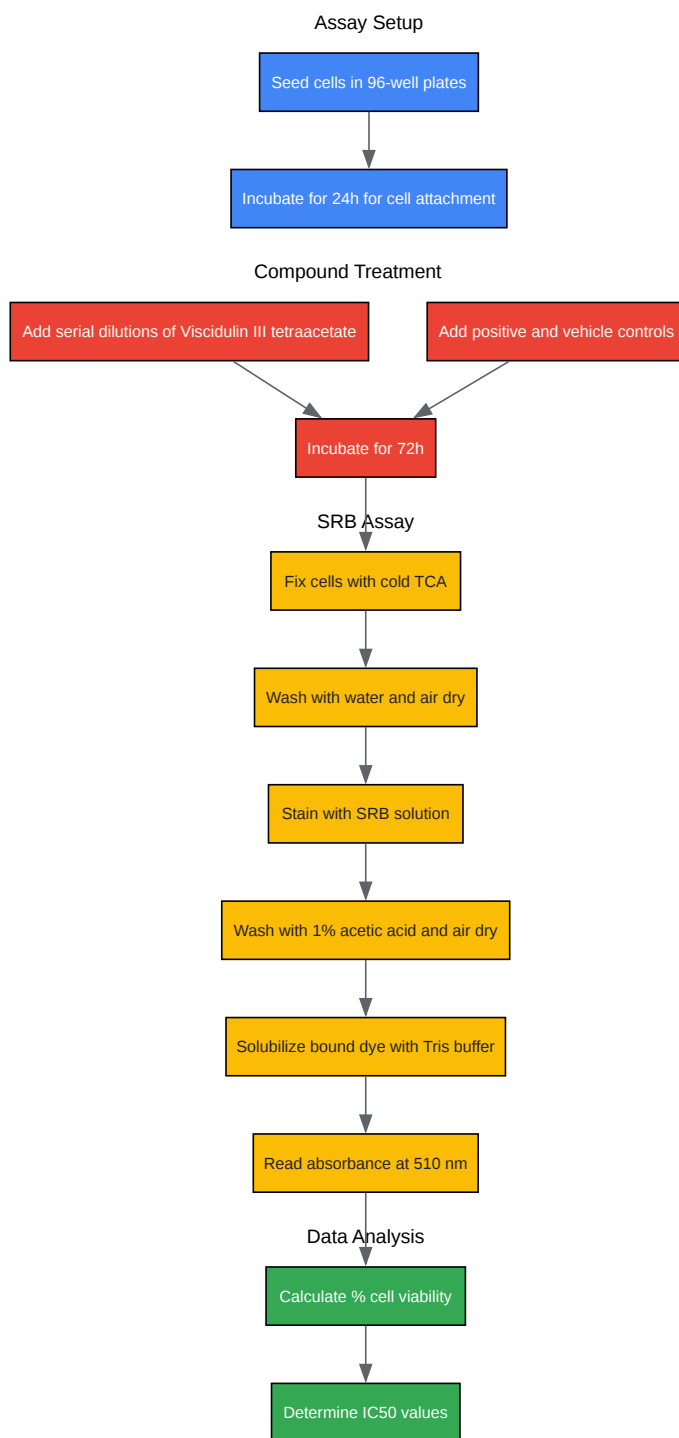 Assay Setup
Seed cells in 96-well plates
Incubate for 24h for cell attachment
Compound Treatment
Add serial dilutions of Viscidulin III tetraacetate
Add positive and vehicle controls
Incubate for 72h
SRB Assay
Fix cells with cold TCA
Wash with water and air dry
Stain with SRB solution
Wash with 1% acetic acid and air dry
Solubilize bound dye with Tris buffer
Read absorbance at 510 nm
Data Analysis
Calculate % cell viability
Determine IC50 values